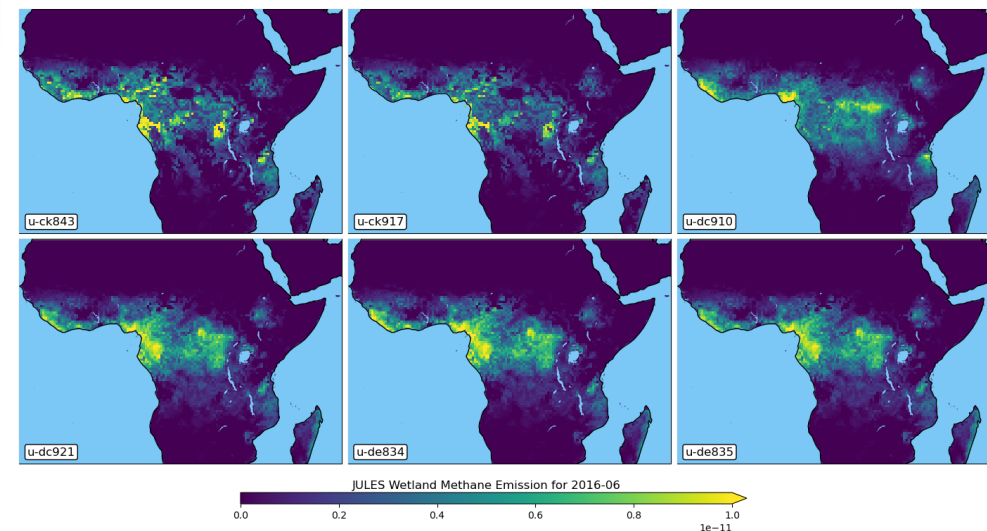 u-ck843
u-ck917
u-dc910
u-dc921
u-de834
u-de835
JULES Wetland Methane Emission for 2016-06
0.0 0.2 0.4 0.6 0.8 1.0
1e−11